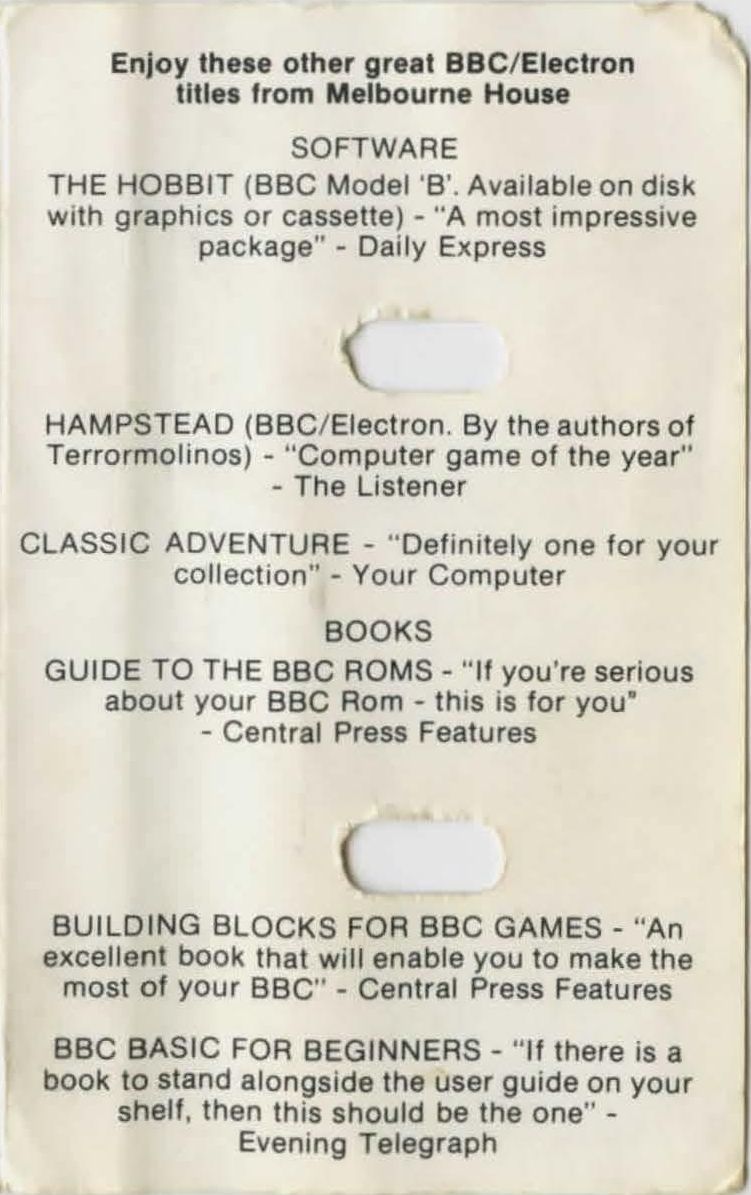 Enjoy these other great BBC/Electron
titles from Melbourne House
SOFTWARE
THE HOBBIT (BBC Model 'B'. Available on disk
with graphics or cassette) - "A most impressive
package" - Daily Express
HAMPSTEAD (BBC/Electron. By the authors of
Terrormolinos) - "Computer game of the year"
- The Listener
CLASSIC ADVENTURE - "Definitely one for your
collection" - Your Computer
BOOKS
GUIDE TO THE BBC ROMS - "If you're serious
about your BBC Rom - this is for you"
- Central Press Features
BUILDING BLOCKS FOR BBC GAMES - "An
excellent book that will enable you to make the
most of your BBC" - Central Press Features
BBC BASIC FOR BEGINNERS - "If there is a
book to stand alongside the user guide on your
shelf, then this should be the one" -
Evening Telegraph